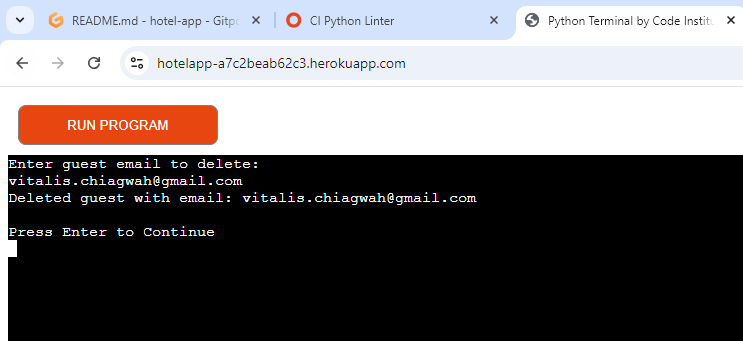 README.md - hotel-app - Gitp
CI Python Linter
Python Terminal by Code Institu
hotelapp-a7c2beab62c3.herokuapp.com
RUN PROGRAM
Enter guest email to delete:
vitalis.chiagwah@gmail.com
Deleted guest with email: vitalis.chiagwah@gmail.com
Press Enter to Continue